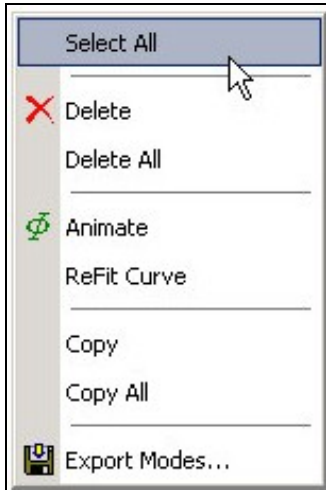 Select All
Delete
Delete All
Animate
ReFit Curve
Copy
Copy All
Export Modes...